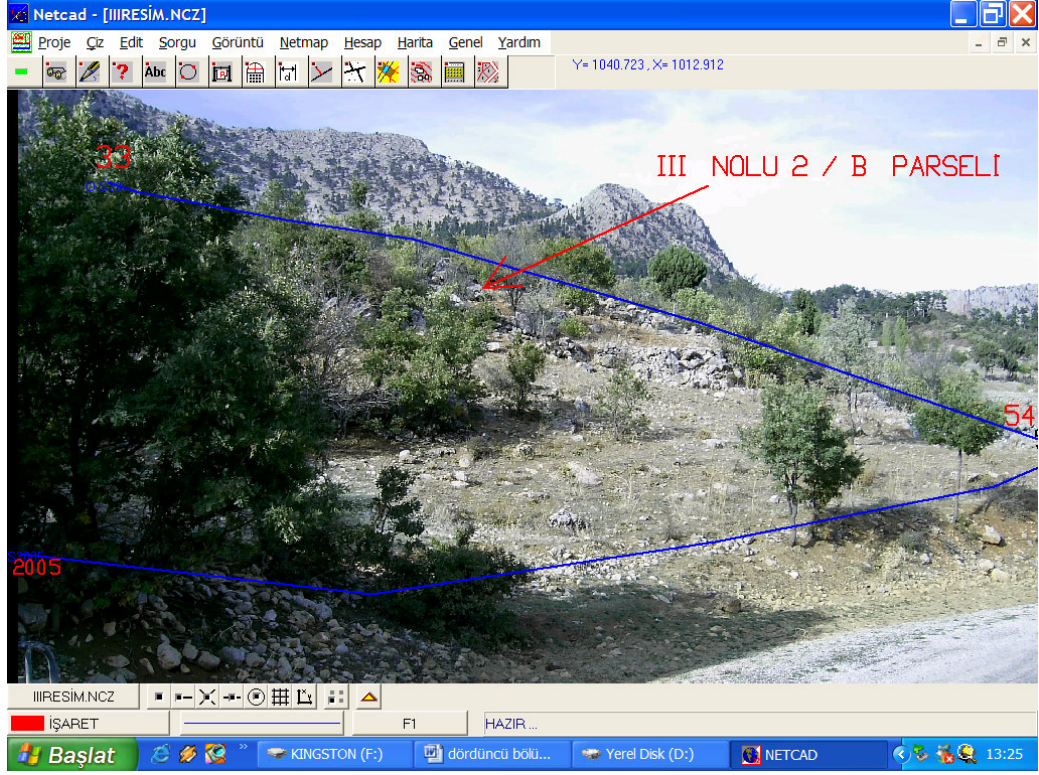 Netcad - [IIIRESİM.NCZ]
Proje Çiz Edit Sorgu Görüntü Netmap Hesap Harita Genel Yardım
Abc
Y= 1040.723 , X= 1012.912
33
III NOLU 2 / B PARSELİ
54
2005
IIIRESİM.NCZ
İŞARET F1 HAZIR ...
Başlat KINGSTON (F:) dördüncü bölü... Yerel Disk (D:) NETCAD 13:25